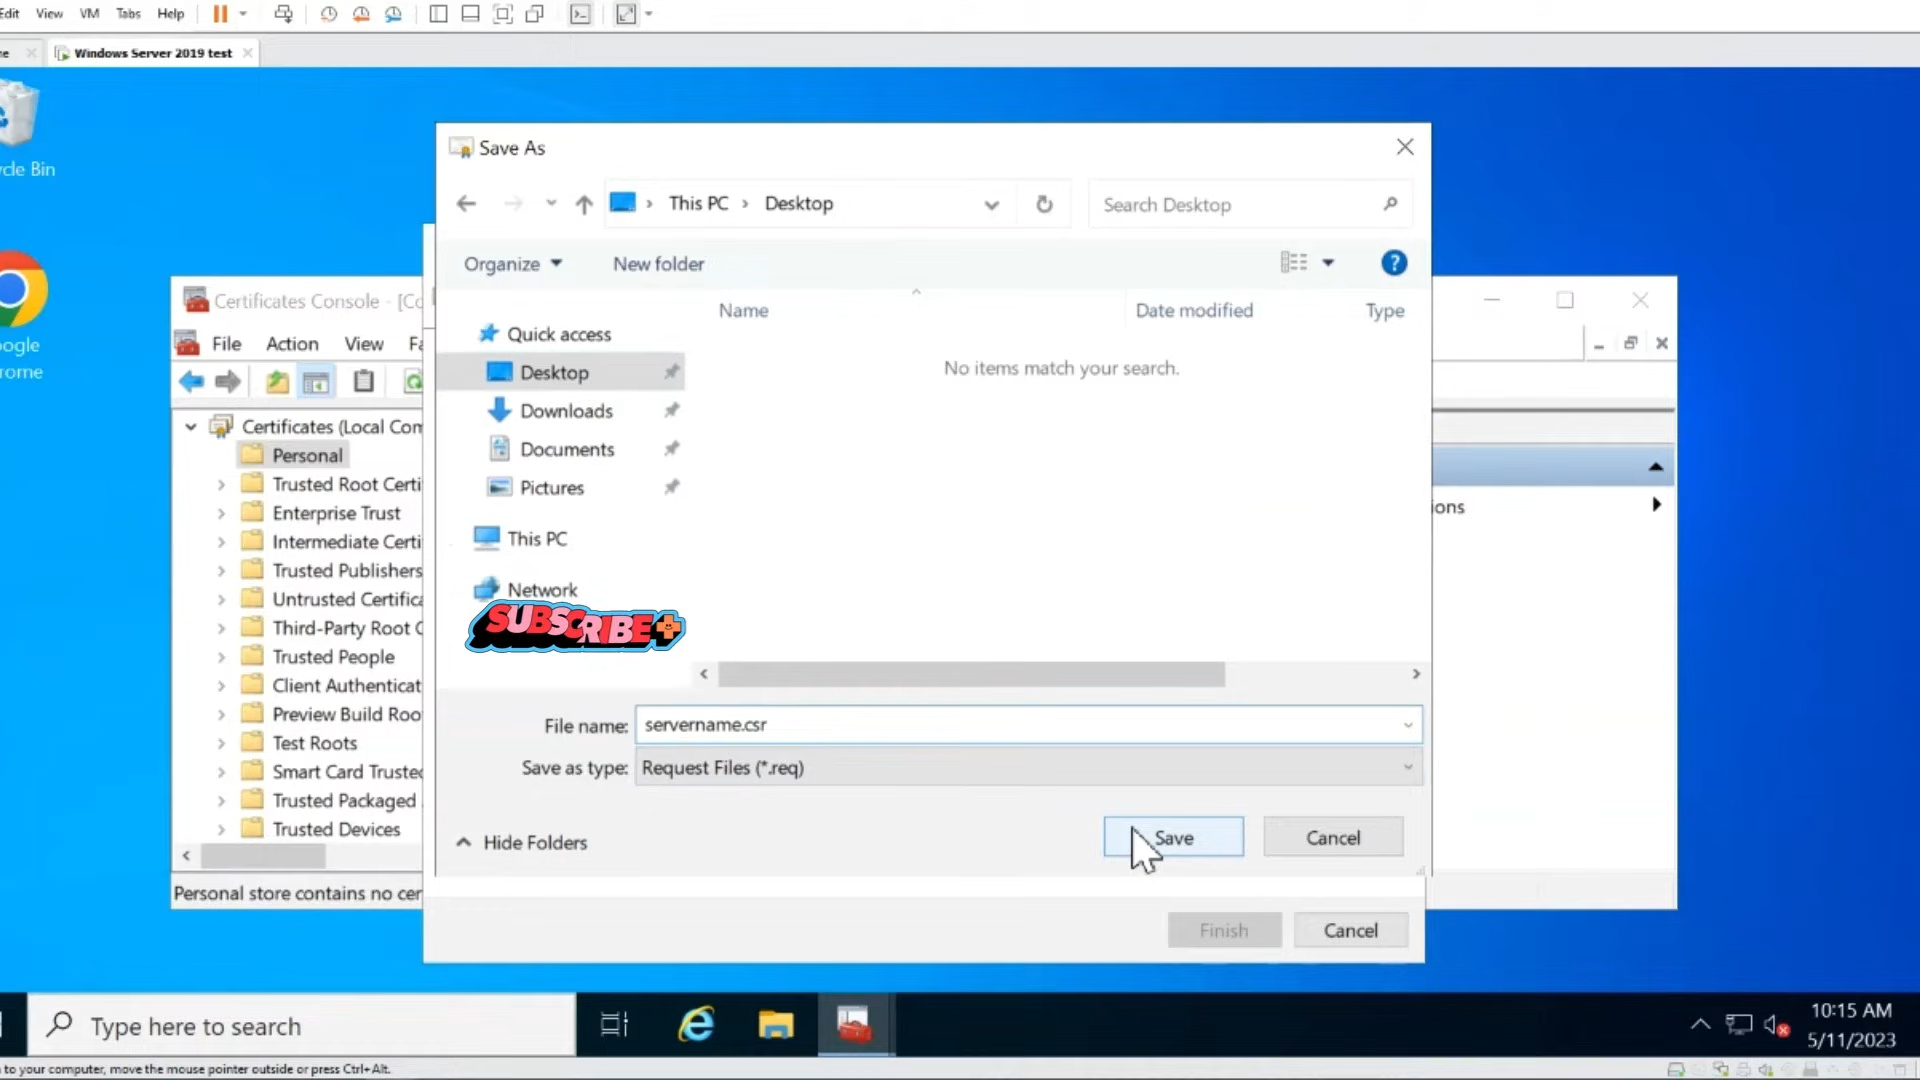 Edit View VM Tabs Help
Windows Server 2019 test
Save As
This PC > Desktop
Search Desktop
Organize
New folder
Name
Date modified
Type
No items match your search.
Quick access
Desktop
Downloads
Documents
Pictures
This PC
Network
SUBSCRIBE
File name: servername.csr
Save as type: Request Files (*.req)
Hide Folders
Save
Cancel
Finish
Cancel
Certificates Console - [Co
File Action View Fa
Certificates (Local Com
Personal
Trusted Root Certi
Enterprise Trust
Intermediate Certi
Trusted Publishers
Untrusted Certifica
Third-Party Root C
Trusted People
Client Authenticat
Preview Build Roo
Test Roots
Smart Card Trusted
Trusted Packaged
Trusted Devices
Personal store contains no cer
ions
cle Bin
ogle
rome
Type here to search
10:15 AM
5/11/2023
to your computer, move the mouse pointer outside or press Ctrl+Alt.